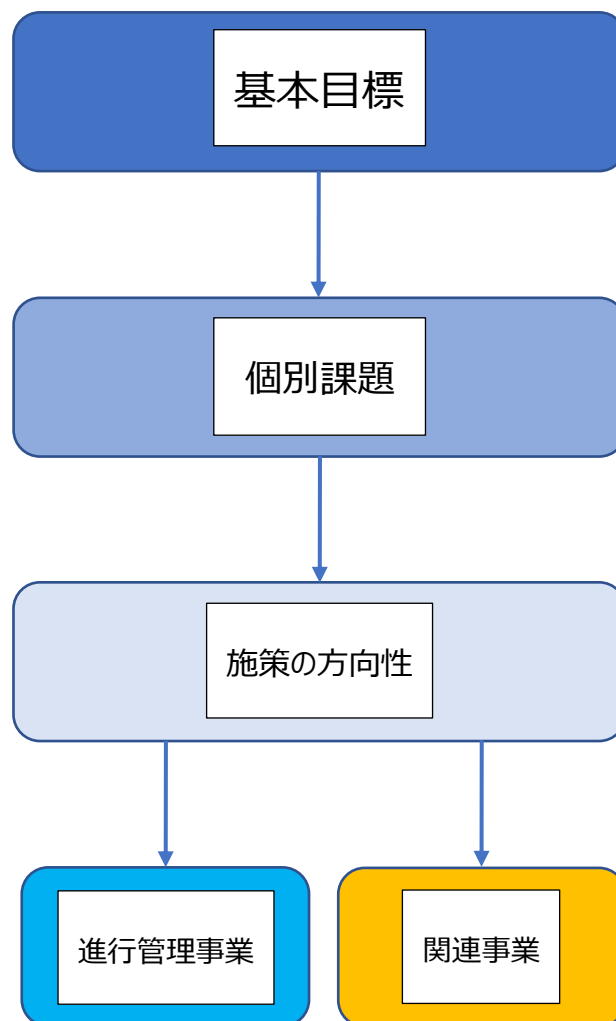 基本目標
個別課題
施策の方向性
進行管理事業
関連事業